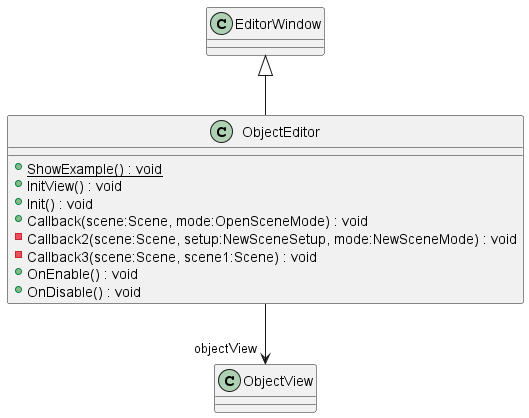 C EditorWindow
C ObjectEditor
ShowExample() : void
InitView() : void
Init() : void
Callback(scene:Scene, mode:OpenSceneMode) : void
Callback2(scene:Scene, setup:NewSceneSetup, mode:NewSceneMode) : void
Callback3(scene:Scene, scene1:Scene) : void
OnEnable() : void
OnDisable() : void
objectView
C ObjectView